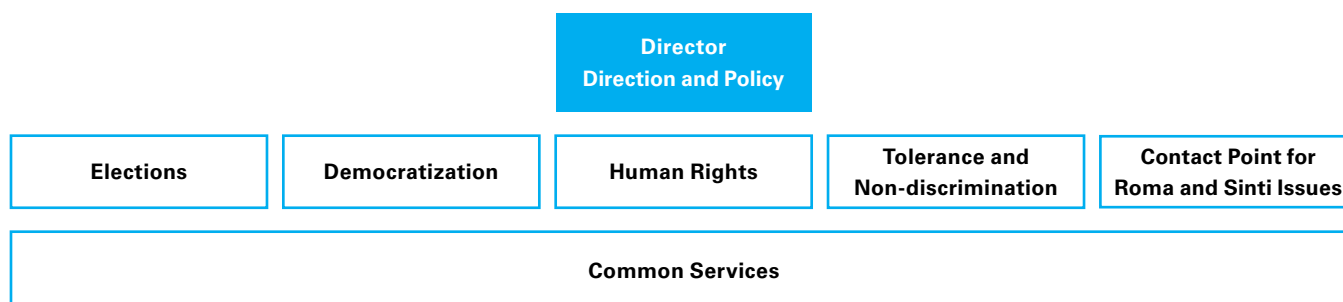 Director
Direction and Policy
Elections
Democratization
Human Rights
Tolerance and
Non-discrimination
Contact Point for
Roma and Sinti Issues
Common Services